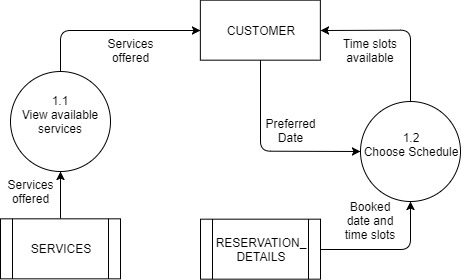 Services
offered
CUSTOMER
Time slots
available
1.1
View available
services
Preferred
Date
1.2
Choose Schedule
Services
offered
Booked
date and
time slots
SERVICES
RESERVATION_
DETAILS